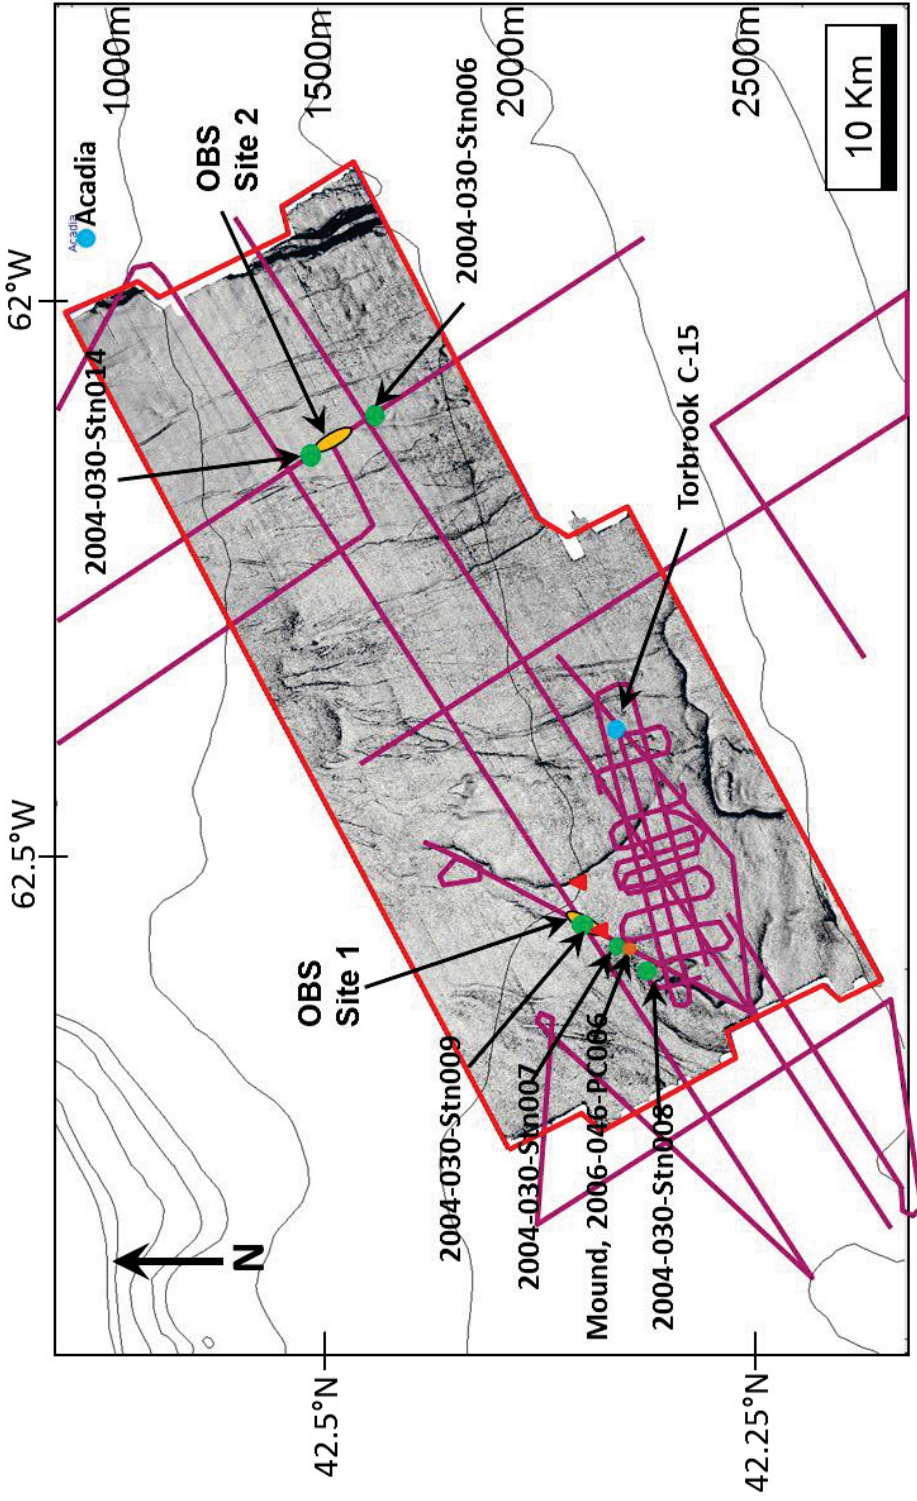 62°W
62.5°W
Acadia
Acadia
1000m
OBS
Site 2
1500m
2004-030-Stn014
2004-030-Stn006
2000m
Torbrook C-15
2500m
10 Km
OBS
Site 1
2004-030-Stn009
2004-030-Stn007
Mound, 2006-046-PC006
2004-030-Stn008
N
42.5°N
42.25°N